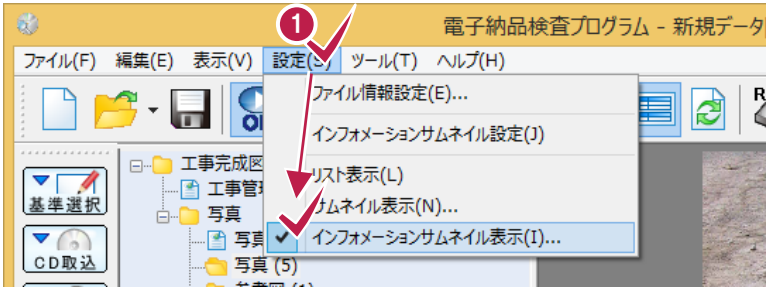 1
電子納品検査プログラム - 新規データ
ファイル(F) 編集(E) 表示(V) 設定(S) ツール(T) ヘルプ(H)
ファイル情報設定(E)...
インフォメーションサムネイル設定(J)
リスト表示(L)
サムネイル表示(N)...
インフォメーションサムネイル表示(I)...
基準選択
CD取込
工事完成図
工事管理
写真
写真
写真 (5)